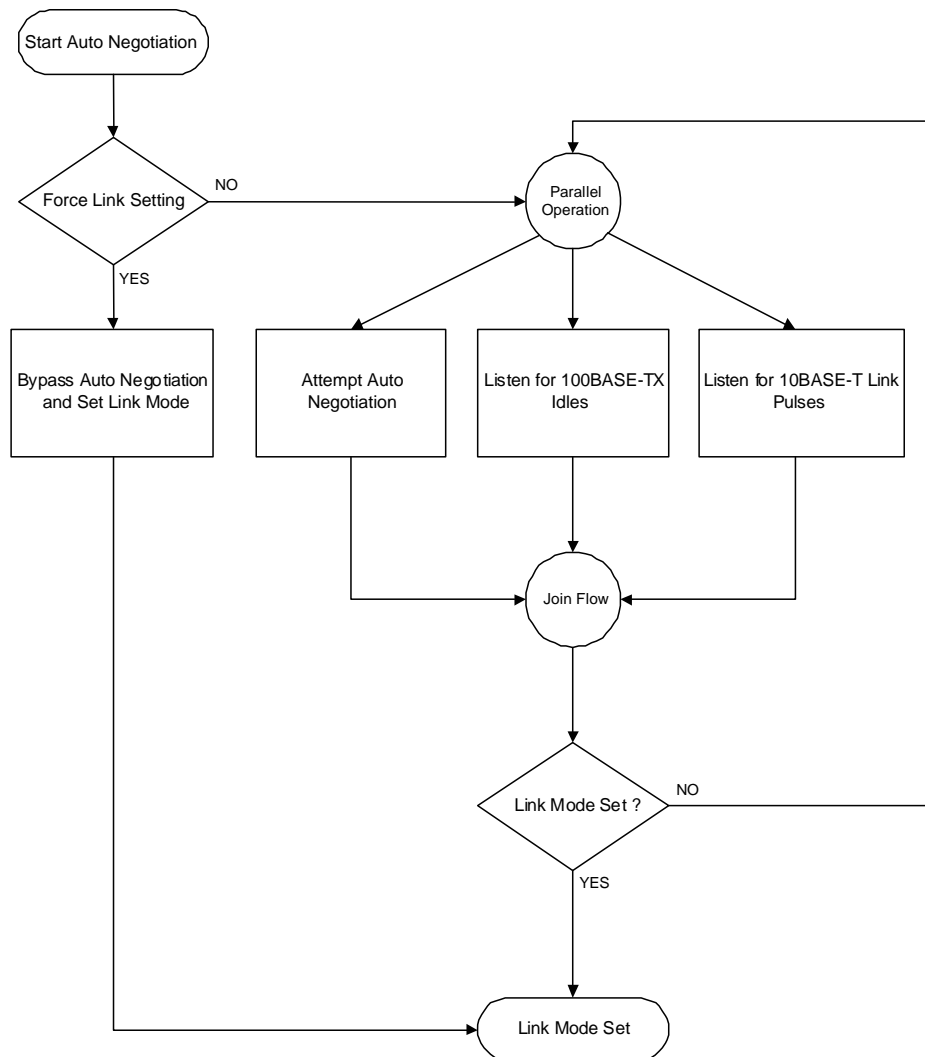 Start Auto Negotiation
Force Link Setting
NO
Parallel
Operation
YES
Bypass Auto Negotiation
and Set Link Mode
Attempt Auto
Negotiation
Listen for 100BASE-TX
Idles
Listen for 10BASE-T Link
Pulses
Join Flow
Link Mode Set ?
NO
YES
Link Mode Set